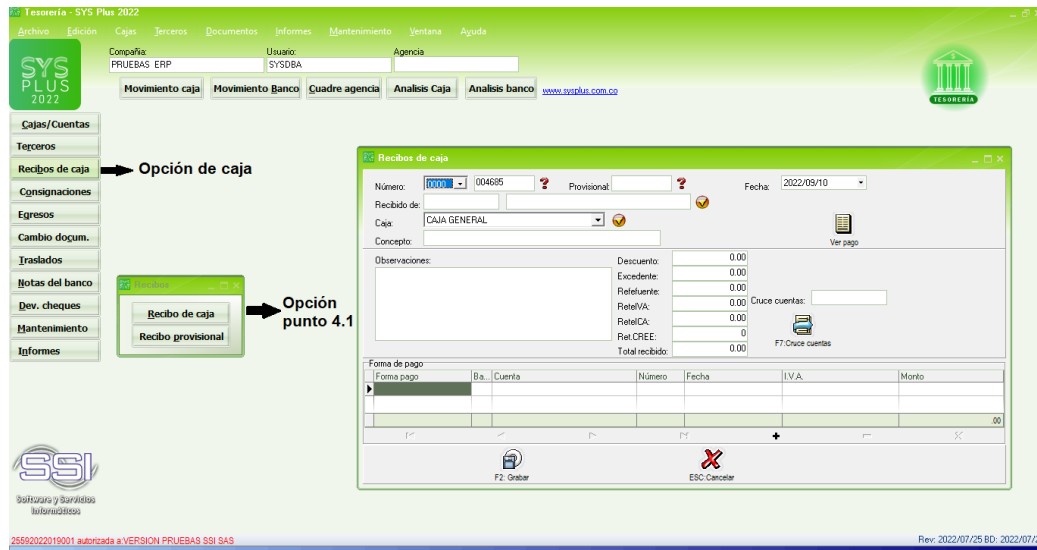 Tesorería - SYS Plus 2022
Archivo Edición Cajas Terceros Documentos Informes Mantenimiento Ventana Ayuda
SYS
PLUS
2022
Compañia: Usuario: Agencia
PRUEBAS ERP SYSDBA
Movimiento caja Movimiento Banco Cuadre agencia Analisis Caja Analisis banco www.sysplus.com.co
TESORERÍA
Cajas/Cuentas
Terceros
Recibos de caja
Consignaciones
Egresos
Cambio docum.
Traslados
Notas del banco
Dev. cheques
Mantenimiento
Informes
Opción de caja
Recibos
Recibo de caja
Recibo provisional
Opción
punto 4.1
Recibos de caja
Número: 0000 004685 ? Provisional: ? Fecha: 2022/09/10
Recibido de:
Caja: CAJA GENERAL
Concepto:
Ver pago
Observaciones:
Descuento: 0.00
Excedente: 0.00
Refefuente: 0.00
ReteIVA: 0.00 Cruce cuentas:
ReteICA: 0.00
Ret.CREE: 0
Total recibido: 0.00
F7:Cruce cuentas
Forma de pago
Forma pago Ba... Cuenta Número Fecha I.V.A. Monto
.00
F2: Grabar ESC:Cancelar
SSI
Software y Servicios
Informáticos
25592022019001 autorizada a:VERSION PRUEBAS SSI SAS
Rev: 2022/07/25 BD: 2022/07/